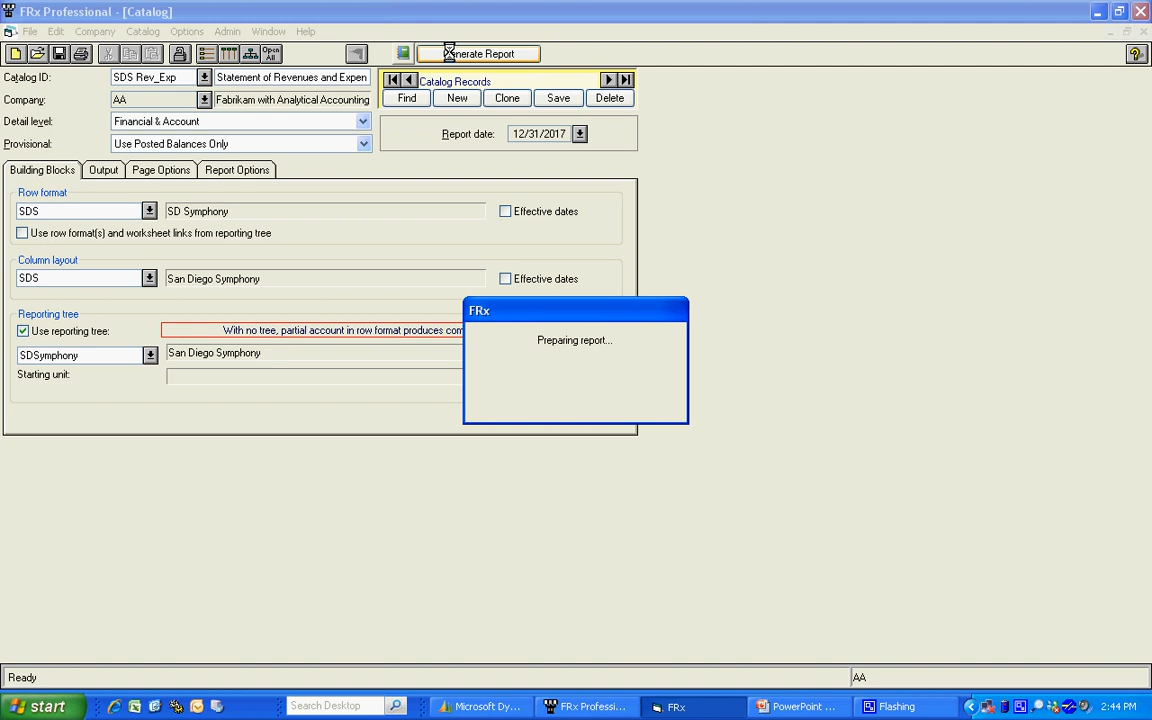 FRx Professional - [Catalog]
File Edit Company Catalog Options Admin Window Help
Open All
enerate Report
Catalog ID: SDS Rev_Exp Statement of Revenues and Expen
Catalog Records
Company: AA Fabrikam with Analytical Accounting
Find New Clone Save Delete
Detail level: Financial & Account
Report date: 12/31/2017
Provisional: Use Posted Balances Only
Building Blocks Output Page Options Report Options
Row format
SDS SD Symphony Effective dates
Use row format(s) and worksheet links from reporting tree
Column layout
SDS San Diego Symphony Effective dates
Reporting tree
Use reporting tree: With no tree, partial account in row format produces com
SDSymphony San Diego Symphony
Starting unit:
FRx
Preparing report...
Ready AA
start Search Desktop Microsoft Dy... FRx Professi... FRx PowerPoint ... Flashing 2:44 PM